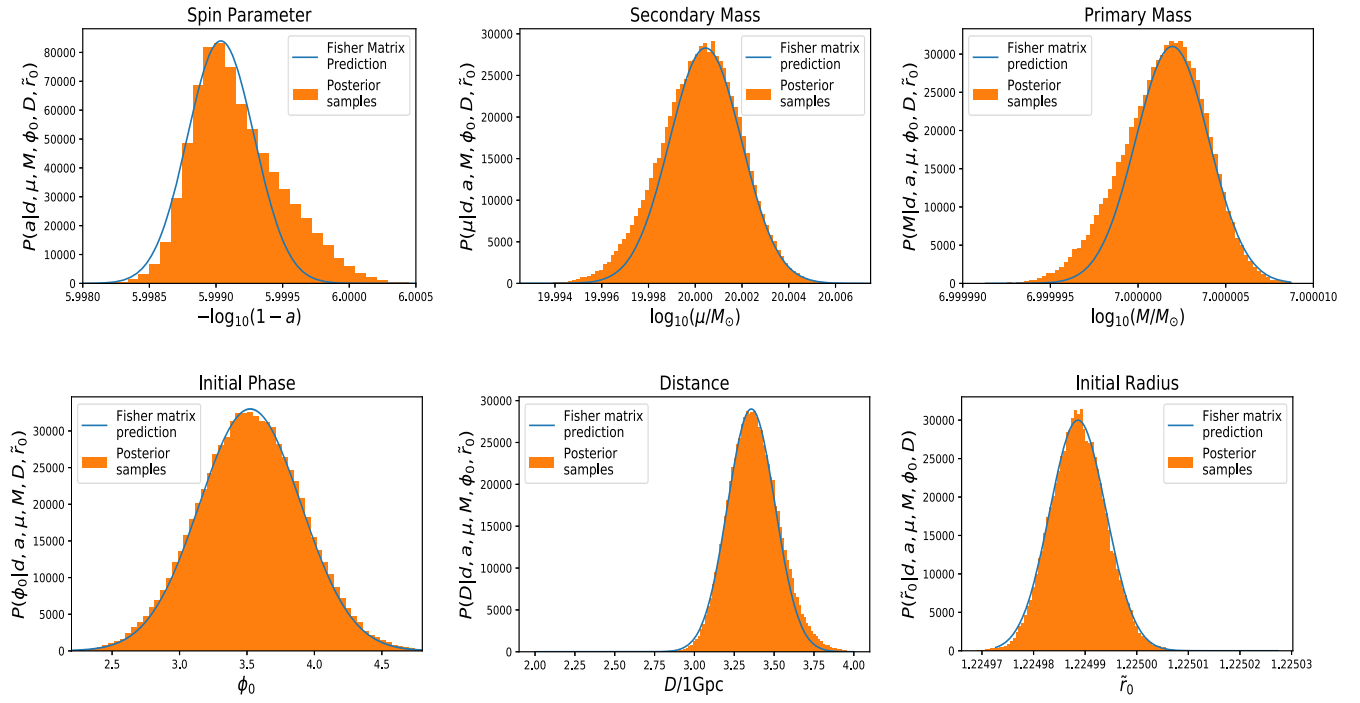 Spin Parameter
P(a|d, μ, M, ϕ₀, D, r̃₀)
80000
70000
60000
50000
40000
30000
20000
10000
0
Fisher Matrix
Prediction
Posterior
samples
5.9980
5.9985
5.9990
5.9995
6.0000
6.0005
−log₁₀(1 − a)
Secondary Mass
P(μ|d, a, M, ϕ₀, D, r̃₀)
30000
25000
20000
15000
10000
5000
0
Fisher matrix
prediction
Posterior
samples
19.994
19.996
19.998
20.000
20.002
20.004
20.006
log₁₀(μ/M⊙)
Primary Mass
P(M|d, a, μ, ϕ₀, D, r̃₀)
30000
25000
20000
15000
10000
5000
0
Fisher matrix
prediction
Posterior
samples
6.999990
6.999995
7.000000
7.000005
7.000010
log₁₀(M/M⊙)
Initial Phase
P(ϕ₀|d, a, μ, M, D, r̃₀)
30000
25000
20000
15000
10000
5000
0
Fisher matrix
prediction
Posterior
samples
2.5
3.0
3.5
4.0
4.5
ϕ₀
Distance
P(D|d, a, μ, M, ϕ₀, r̃₀)
30000
25000
20000
15000
10000
5000
0
Fisher matrix
prediction
Posterior
samples
2.00
2.25
2.50
2.75
3.00
3.25
3.50
3.75
4.00
D/1Gpc
Initial Radius
P(r̃₀|d, a, μ, M, ϕ₀, D)
30000
25000
20000
15000
10000
5000
0
Fisher matrix
prediction
Posterior
samples
1.22497
1.22498
1.22499
1.22500
1.22501
1.22502
1.22503
r̃₀